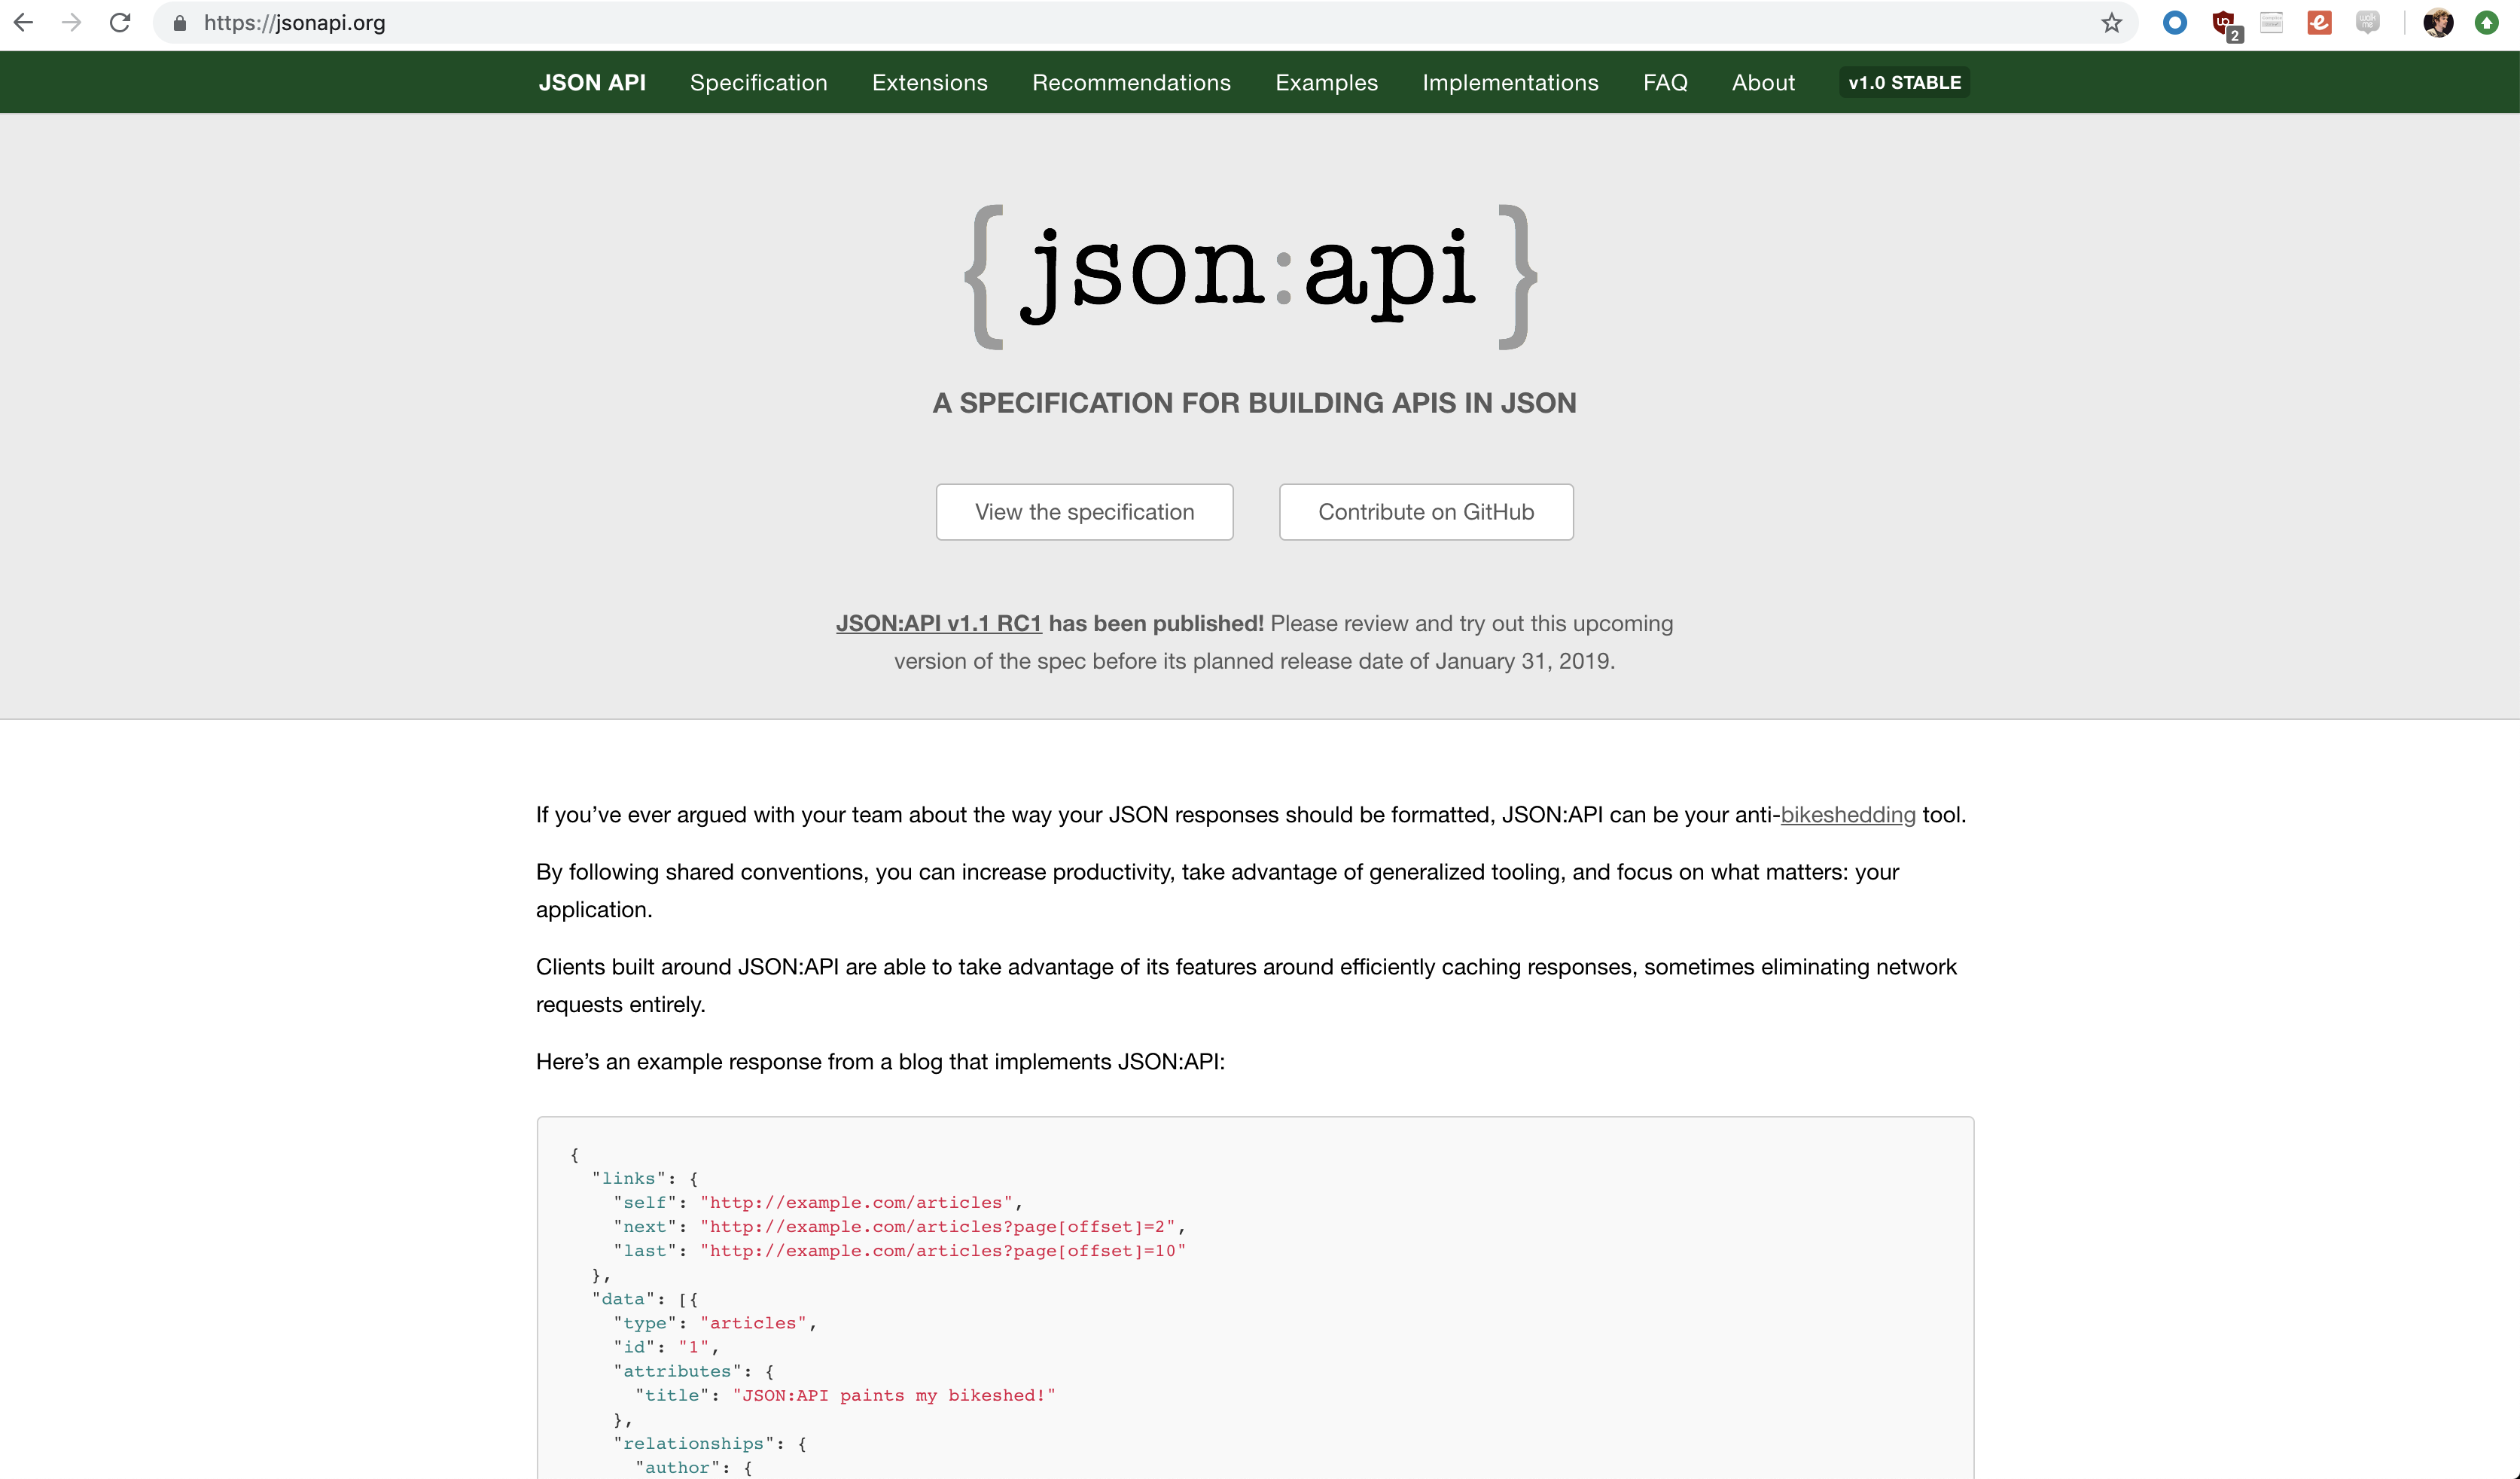 https://jsonapi.org
2
JSON API Specification Extensions Recommendations Examples Implementations FAQ About v1.0 STABLE
{ json:api }
A SPECIFICATION FOR BUILDING APIS IN JSON
View the specification Contribute on GitHub
JSON:API v1.1 RC1 has been published! Please review and try out this upcoming
version of the spec before its planned release date of January 31, 2019.
If you’ve ever argued with your team about the way your JSON responses should be formatted, JSON:API can be your anti-bikeshedding tool.
By following shared conventions, you can increase productivity, take advantage of generalized tooling, and focus on what matters: your
application.
Clients built around JSON:API are able to take advantage of its features around efficiently caching responses, sometimes eliminating network
requests entirely.
Here’s an example response from a blog that implements JSON:API:
{
  "links": {
    "self": "http://example.com/articles",
    "next": "http://example.com/articles?page[offset]=2",
    "last": "http://example.com/articles?page[offset]=10"
  },
  "data": [{
    "type": "articles",
    "id": "1",
    "attributes": {
      "title": "JSON:API paints my bikeshed!"
    },
    "relationships": {
      "author": {